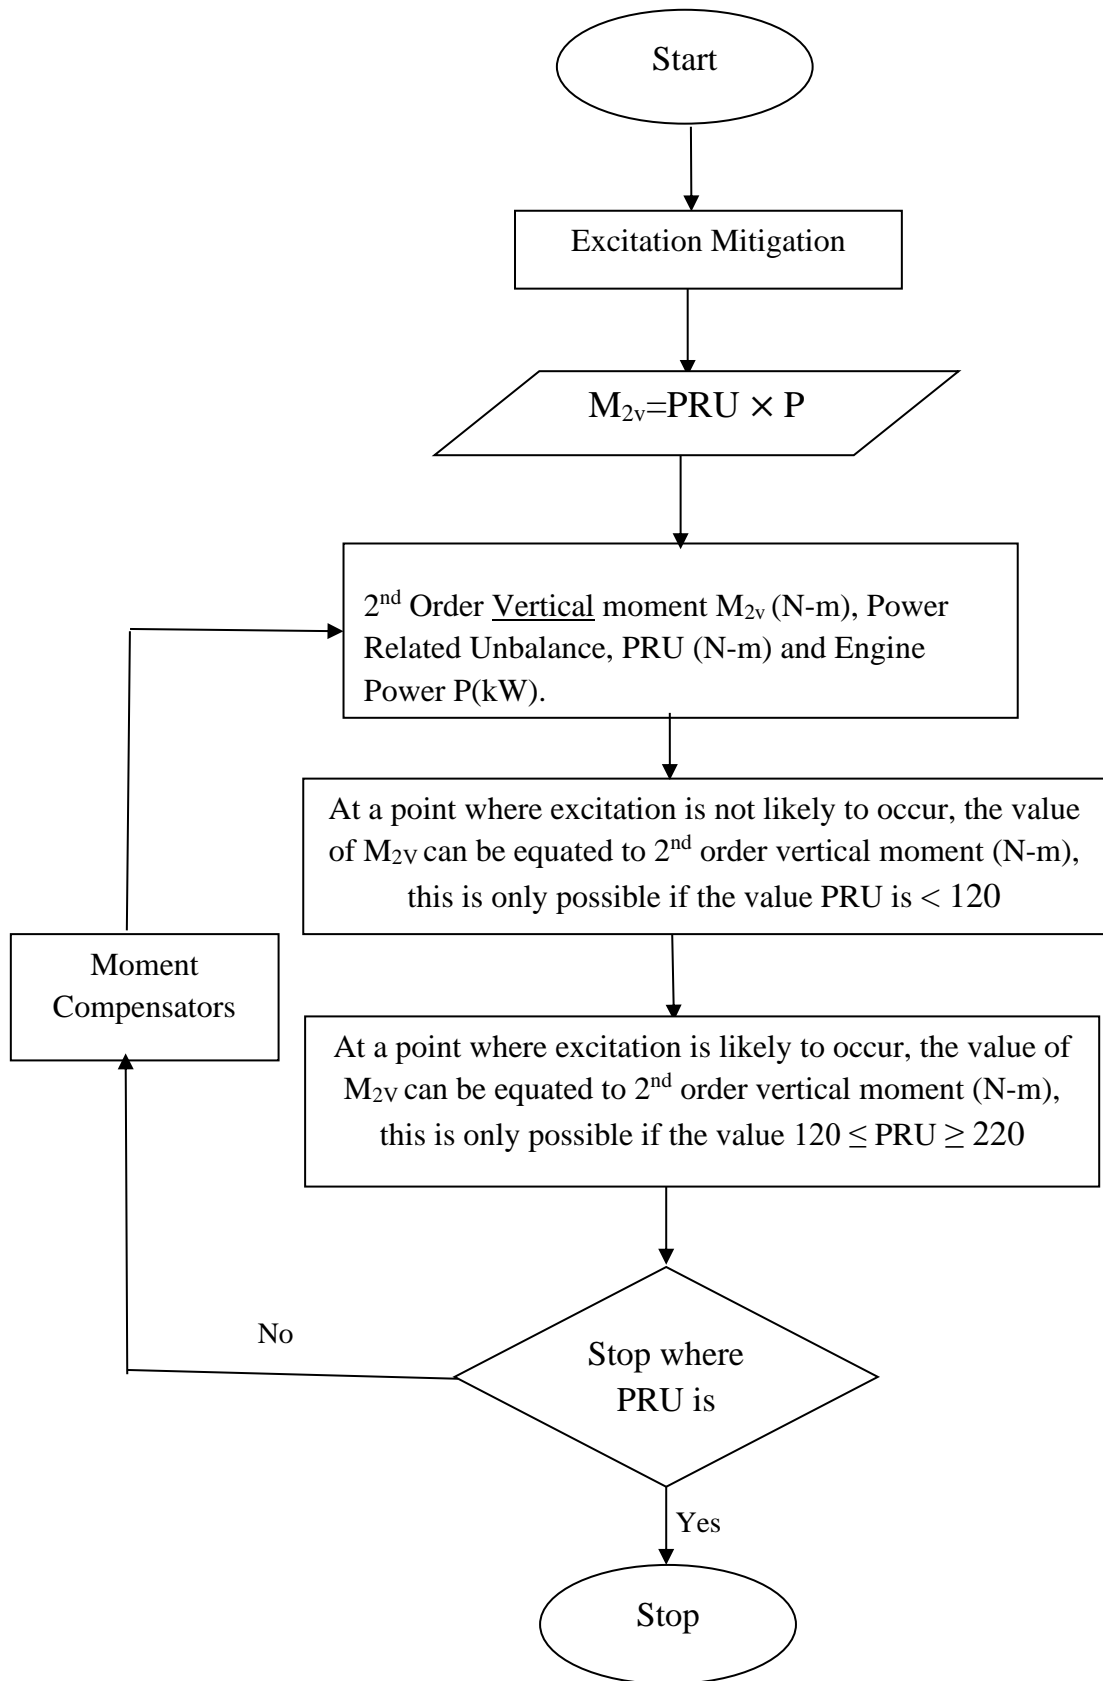 Start
Excitation Mitigation
M2v=PRU × P
2nd Order Vertical moment M2v (N-m), Power
Related Unbalance, PRU (N-m) and Engine
Power P(kW).
At a point where excitation is not likely to occur, the value
of M2V can be equated to 2nd order vertical moment (N-m),
this is only possible if the value PRU is < 120
Moment
Compensators
At a point where excitation is likely to occur, the value of
M2V can be equated to 2nd order vertical moment (N-m),
this is only possible if the value 120 ≤ PRU ≥ 220
No
Stop where
PRU is
Yes
Stop